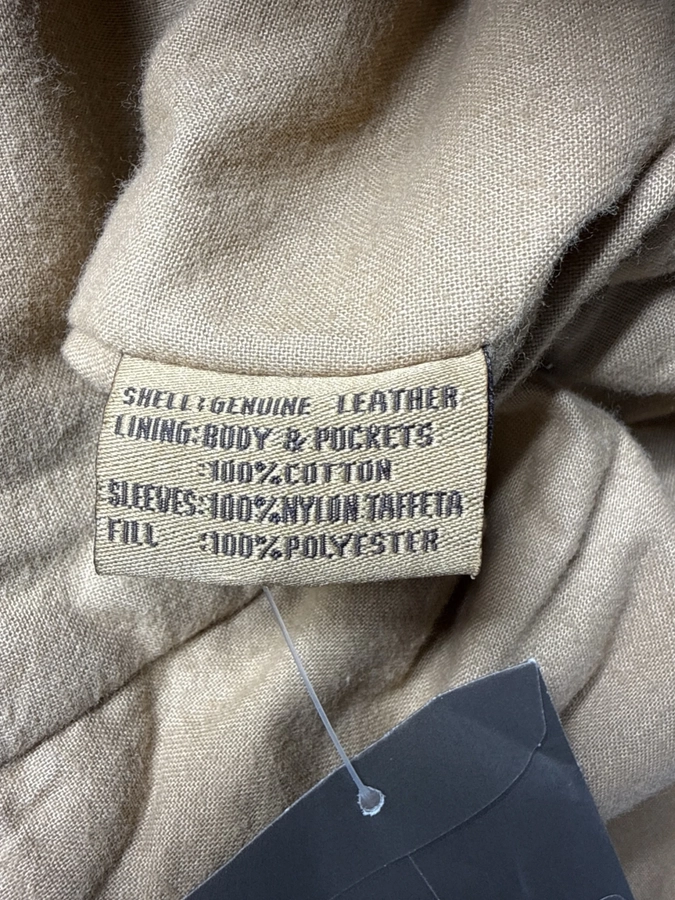 SHELL:GENUINE LEATHER
LINING:BODY & POCKETS
:100%COTTON
SLEEVES:100%NYLON TAFFETA
FILL :100%POLYESTER